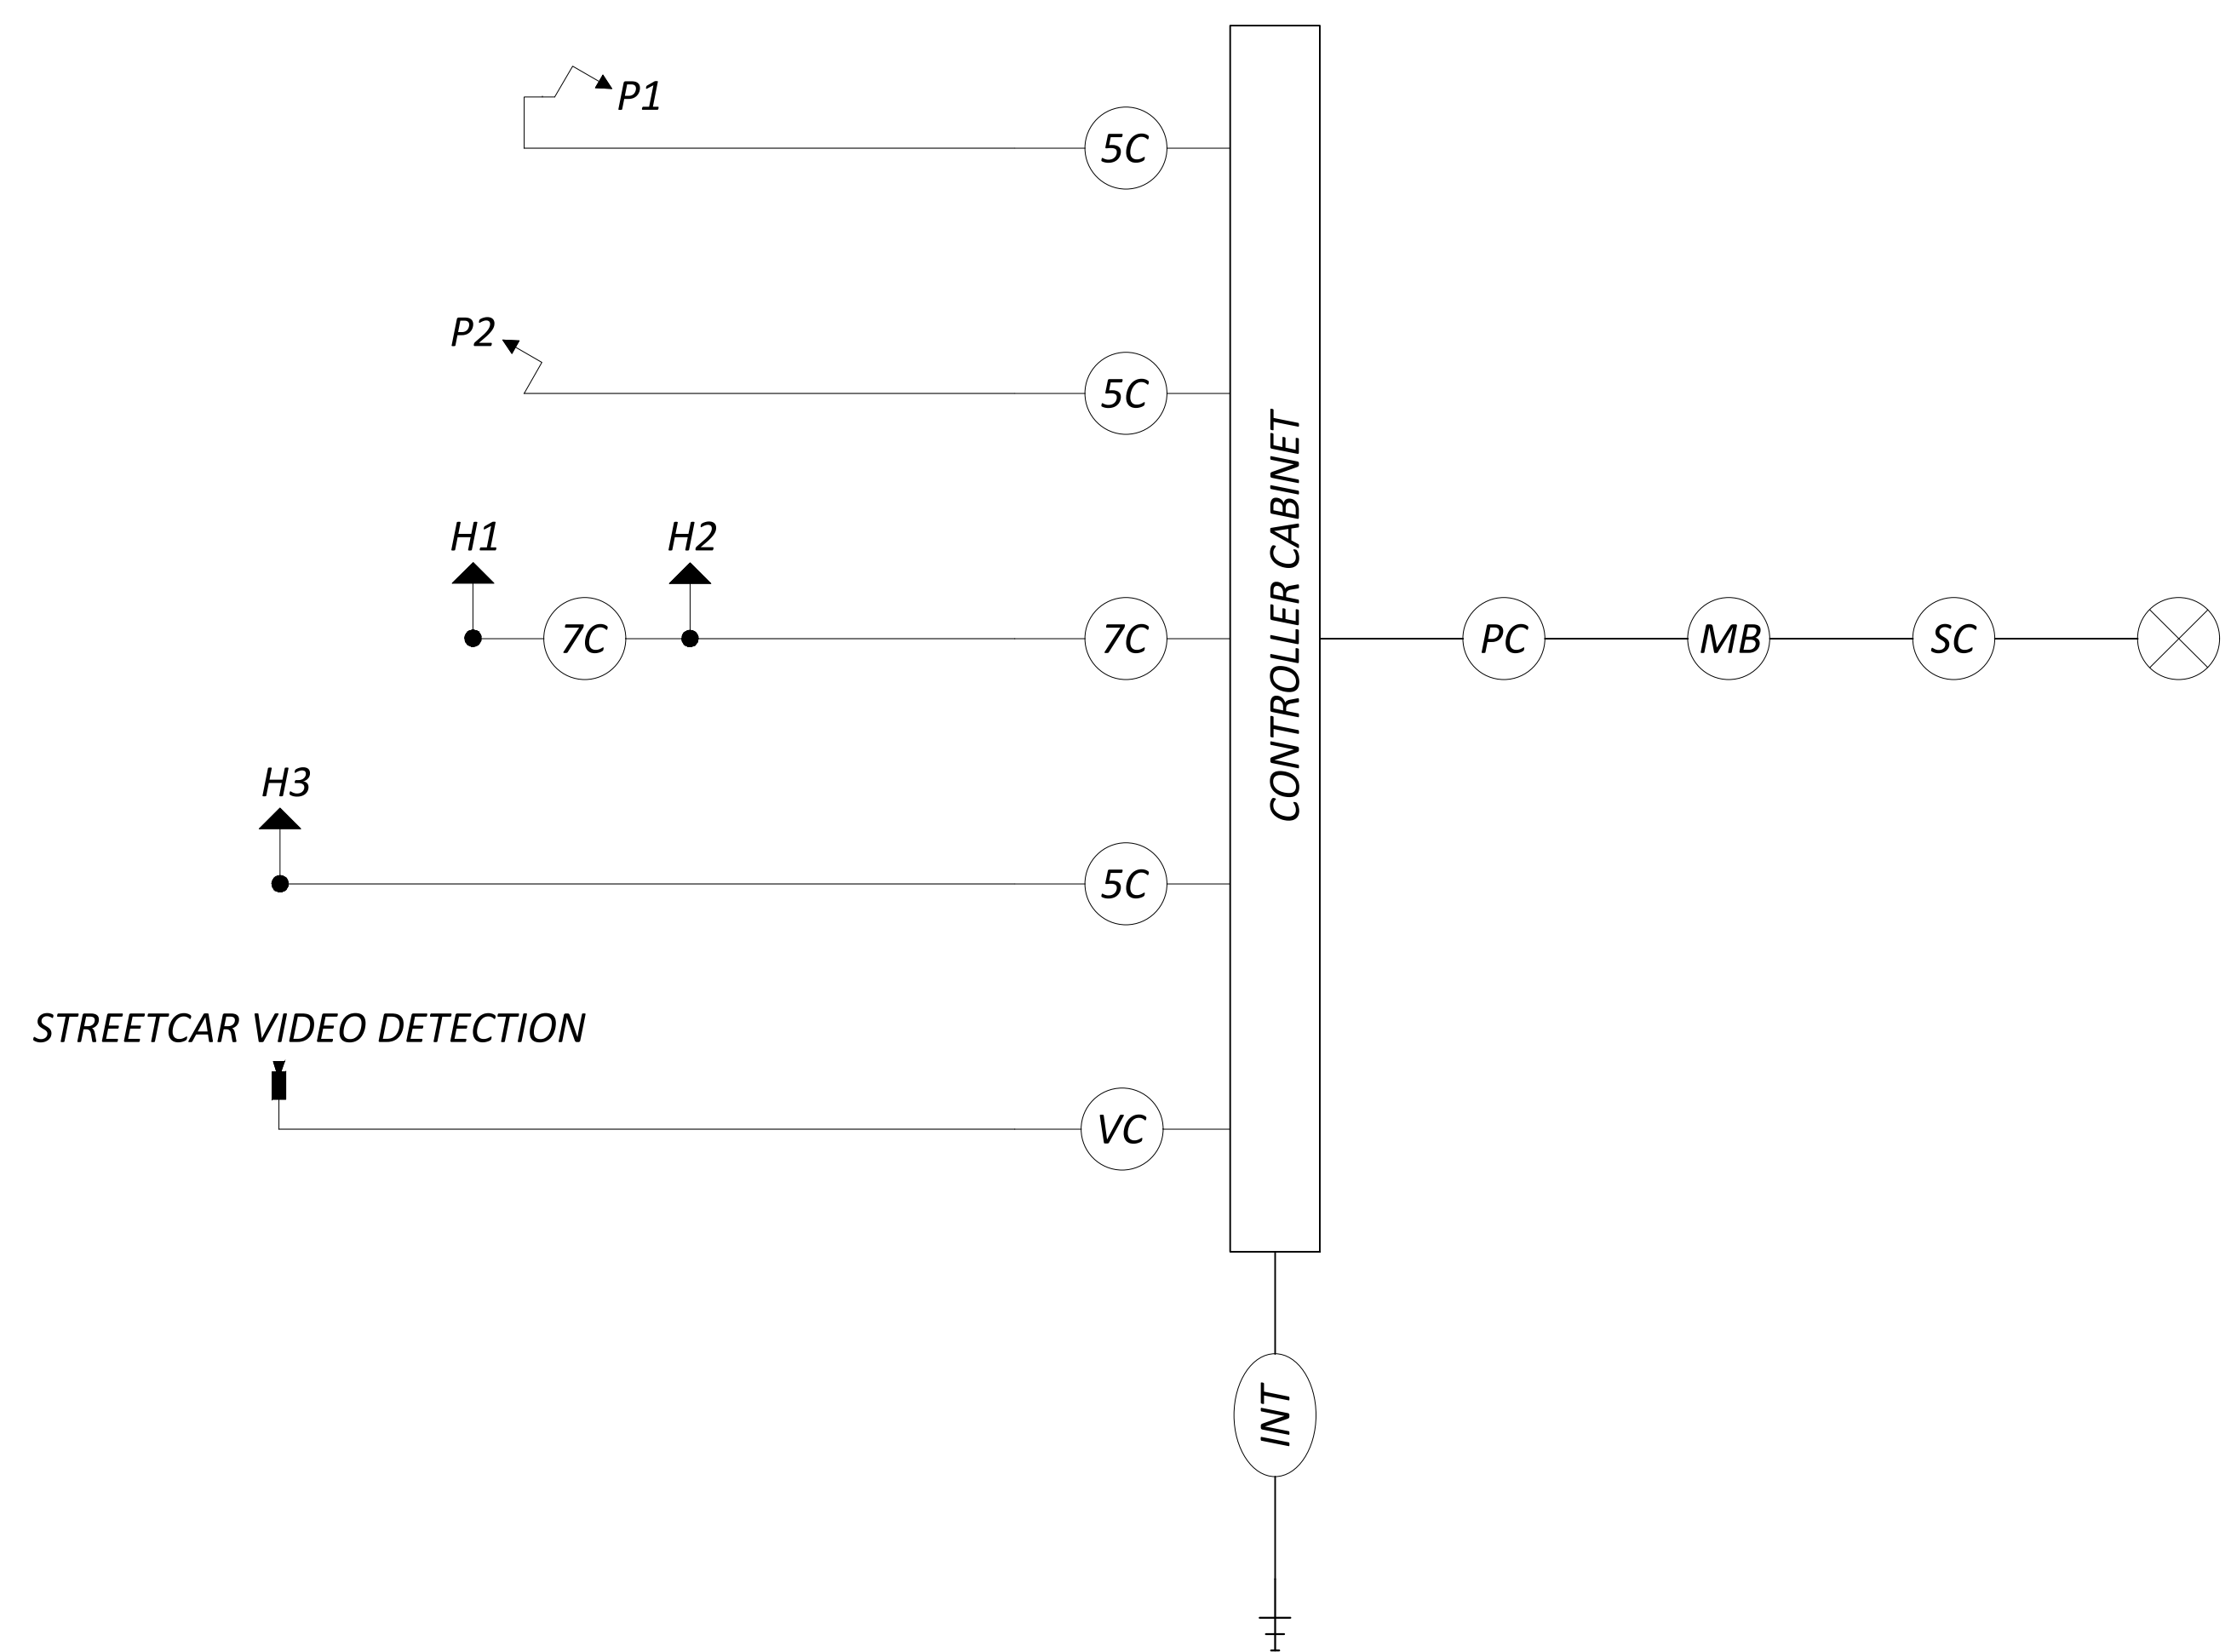 P1
5C
P2
5C
H1
H2
7C
7C
CONTROLLER CABINET
PC
MB
SC
H3
5C
STREETCAR VIDEO DETECTION
VC
INT